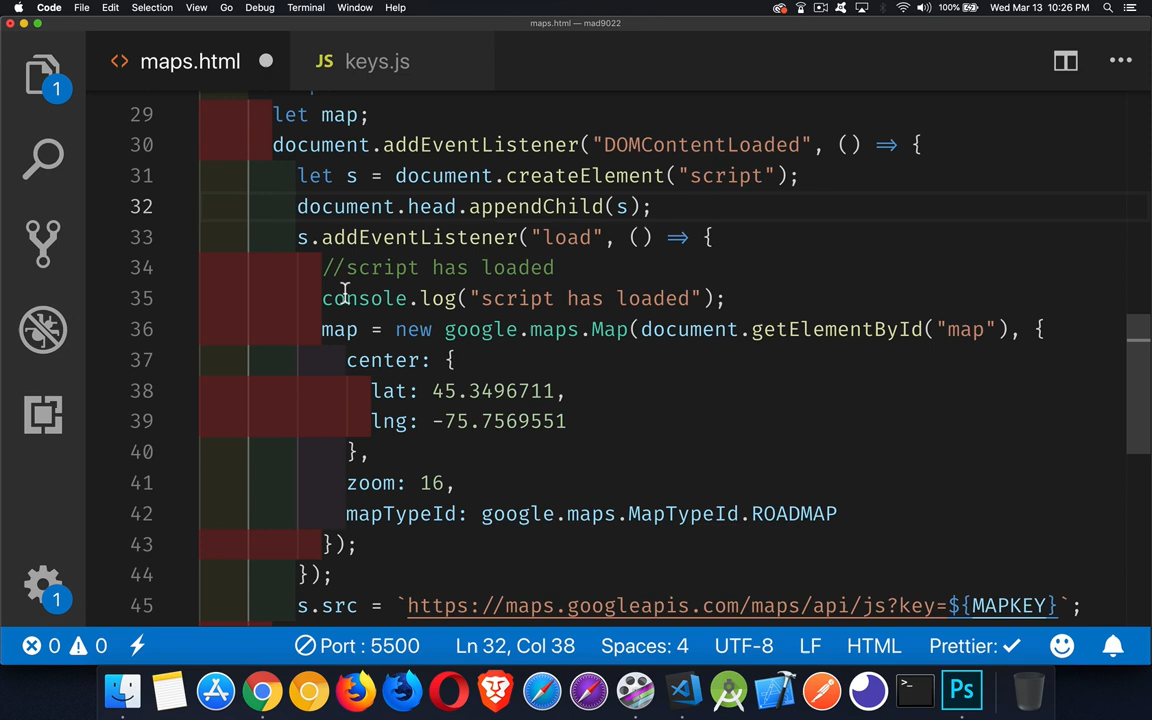 Code File Edit Selection View Go Debug Terminal Window Help 100% Wed Mar 13 10:26 PM
maps.html — mad9022
<> maps.html JS keys.js
1
29 let map;
30 document.addEventListener("DOMContentLoaded", () => {
31 let s = document.createElement("script");
32 document.head.appendChild(s);
33 s.addEventListener("load", () => {
34 //script has loaded
35 console.log("script has loaded");
36 map = new google.maps.Map(document.getElementById("map"), {
37 center: {
38 lat: 45.3496711,
39 lng: -75.7569551
40 },
41 zoom: 16,
42 mapTypeId: google.maps.MapTypeId.ROADMAP
43 });
44 });
45 s.src = `https://maps.googleapis.com/maps/api/js?key=${MAPKEY}`;
1
0 0 Port : 5500 Ln 32, Col 38 Spaces: 4 UTF-8 LF HTML Prettier: ✓
Ps